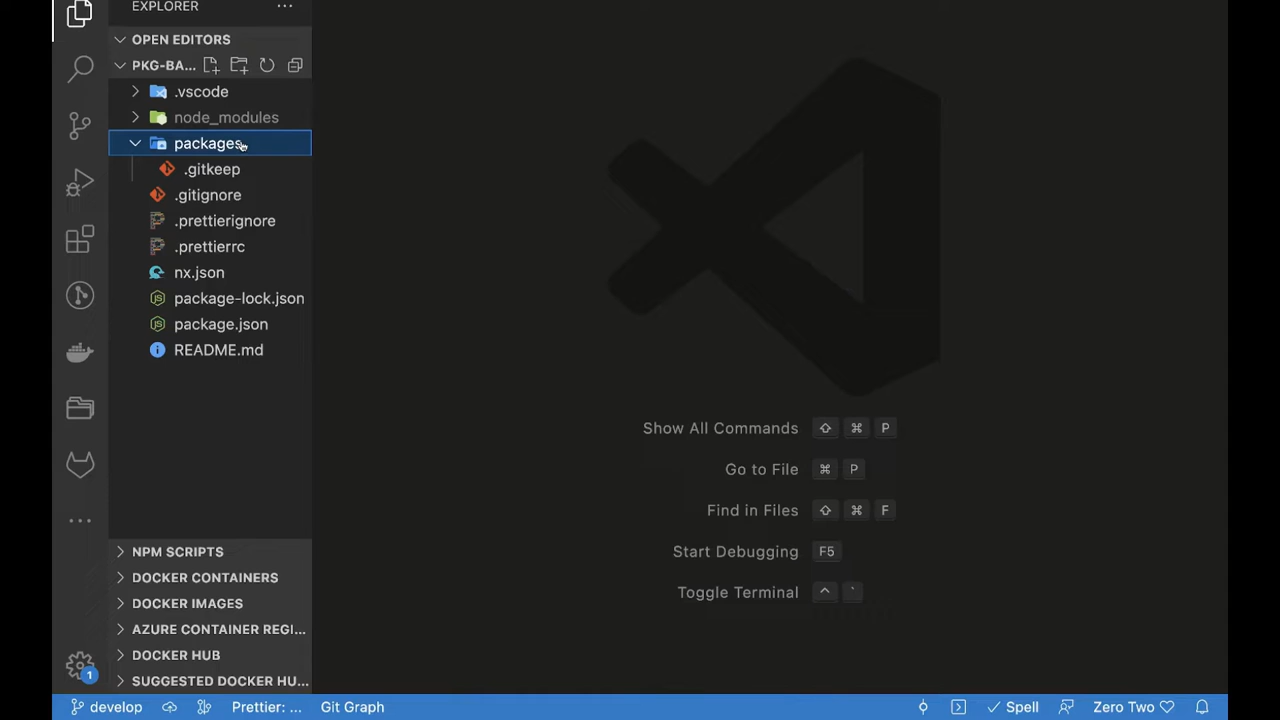 EXPLORER
OPEN EDITORS
PKG-BA...
.vscode
node_modules
packages
.gitkeep
.gitignore
.prettierignore
.prettierrc
nx.json
package-lock.json
package.json
README.md
NPM SCRIPTS
DOCKER CONTAINERS
DOCKER IMAGES
AZURE CONTAINER REGI...
DOCKER HUB
SUGGESTED DOCKER HU...
Show All Commands ⇧ ⌘ P
Go to File ⌘ P
Find in Files ⇧ ⌘ F
Start Debugging F5
Toggle Terminal ^ `
1
develop Prettier: ... Git Graph Spell Zero Two